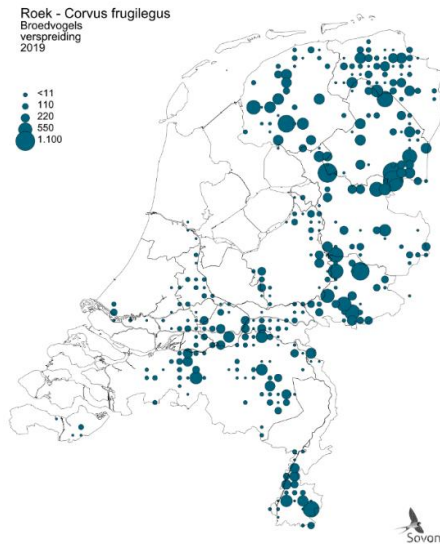 Roek - Corvus frugilegus
Broedvogels
verspreiding
2019
<11
110
220
550
1.100
Sovon